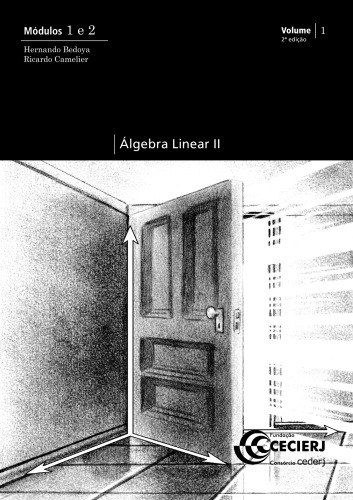 Módulos 1 e 2
Hernando Bedoya
Ricardo Camelier
Volume | 1
2ª edição
Álgebra Linear II
Fundação
CECIERJ
Consórcio cederj